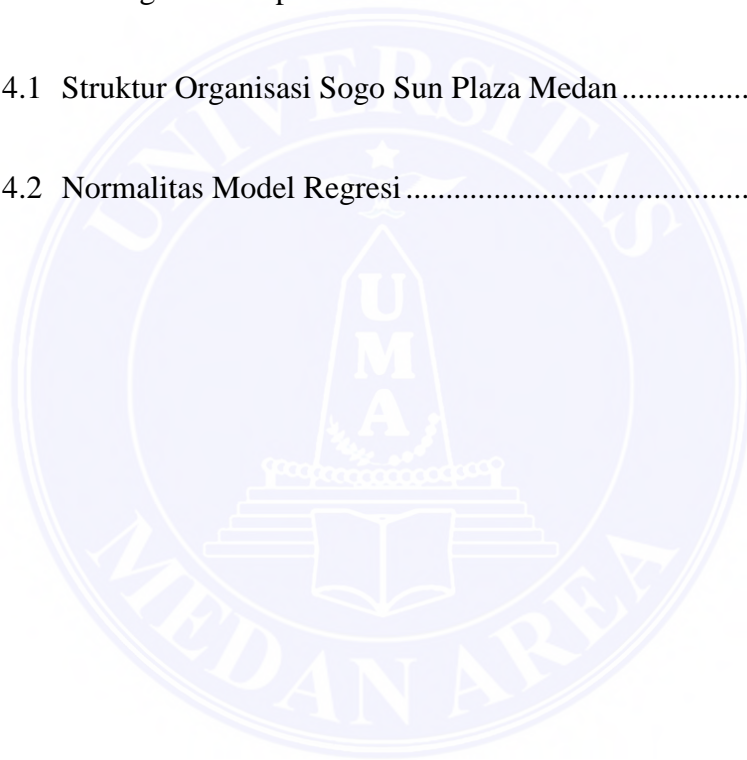 4.1 Struktur Organisasi Sogo Sun Plaza Medan................
4.2 Normalitas Model Regresi...........................................
UNIVERSITAS
U
M
A
MEDAN AREA